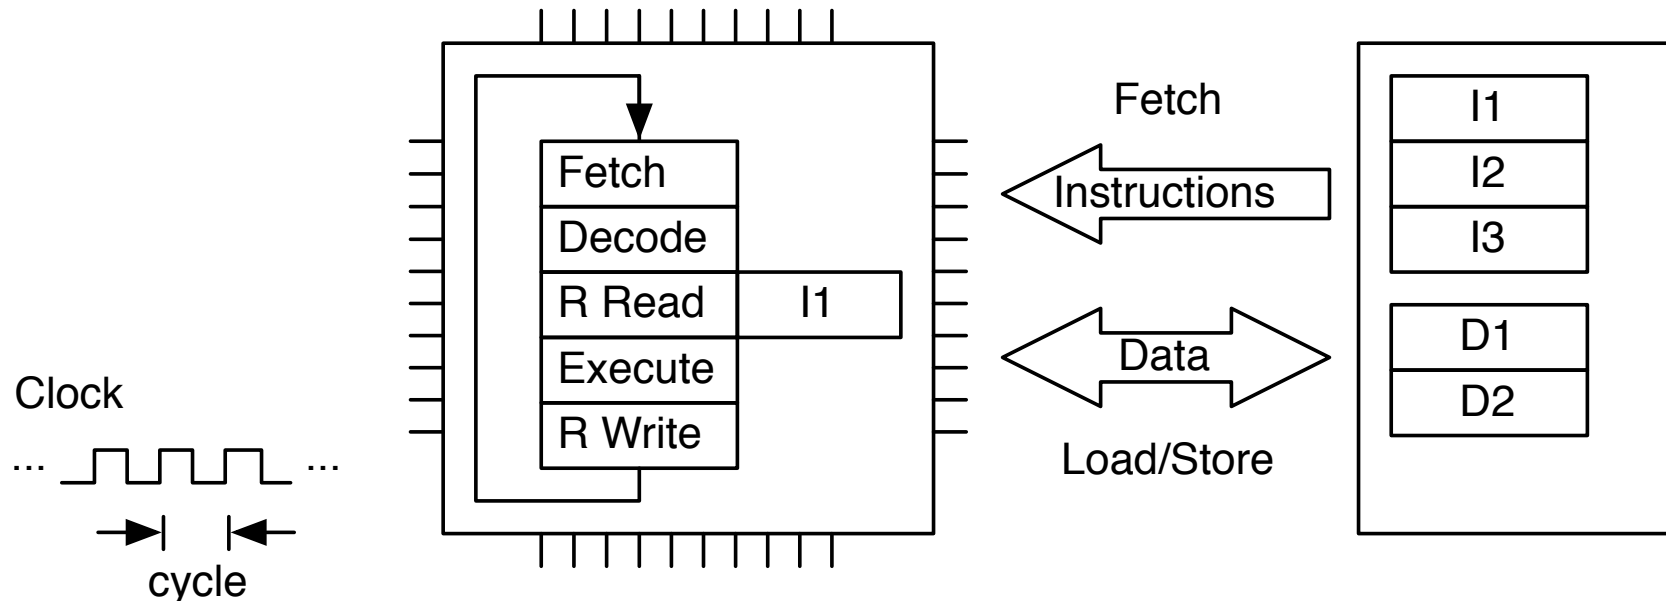 Clock
...
...
cycle
Fetch
Decode
R Read
I1
Execute
R Write
Fetch
Instructions
Data
Load/Store
I1
I2
I3
D1
D2